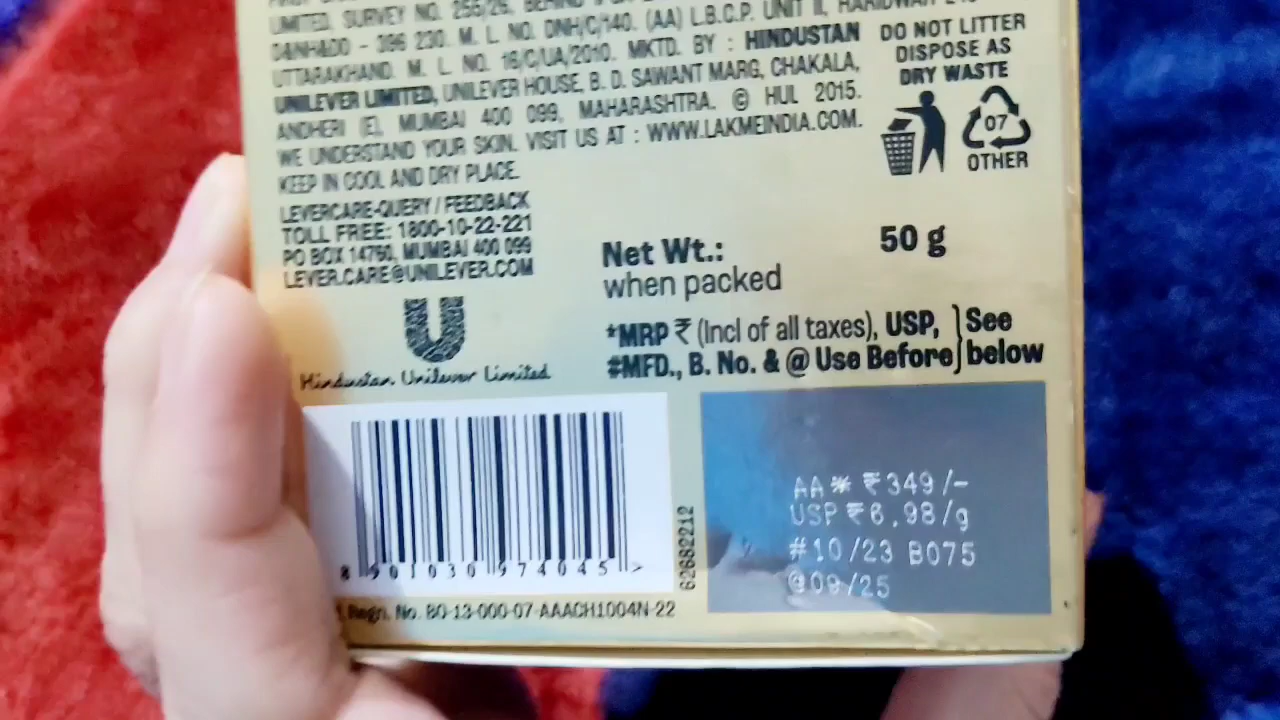 LIMITED, SURVEY NO. 255/26, BEHIND
D&NH&DD - 396 230. M. L. NO. DNH/C/140. (AA) L.B.C.P. UNIT II, HARIDWAR
UTTARAKHAND. M. L. NO. 16/C/UA/2010. MKTD. BY : HINDUSTAN
UNILEVER LIMITED, UNILEVER HOUSE, B. D. SAWANT MARG, CHAKALA,
ANDHERI (E), MUMBAI 400 099, MAHARASHTRA. © HUL 2015.
WE UNDERSTAND YOUR SKIN. VISIT US AT : WWW.LAKMEINDIA.COM.
KEEP IN COOL AND DRY PLACE.
DO NOT LITTER
DISPOSE AS
DRY WASTE
07
OTHER
LEVERCARE-QUERY / FEEDBACK
TOLL FREE: 1800-10-22-221
PO BOX 14760, MUMBAI 400 099
LEVER.CARE@UNILEVER.COM
Hindustan Unilever Limited
Net Wt.: 50 g
when packed
*MRP ₹ (Incl of all taxes), USP, See
#MFD., B. No. & @ Use Before below
8 901030 974045 >
62682212
AA* ₹349/-
USP ₹6.98/g
#10/23 B075
@09/25
Regn. No. BO-13-000-07-AAACH1004N-22